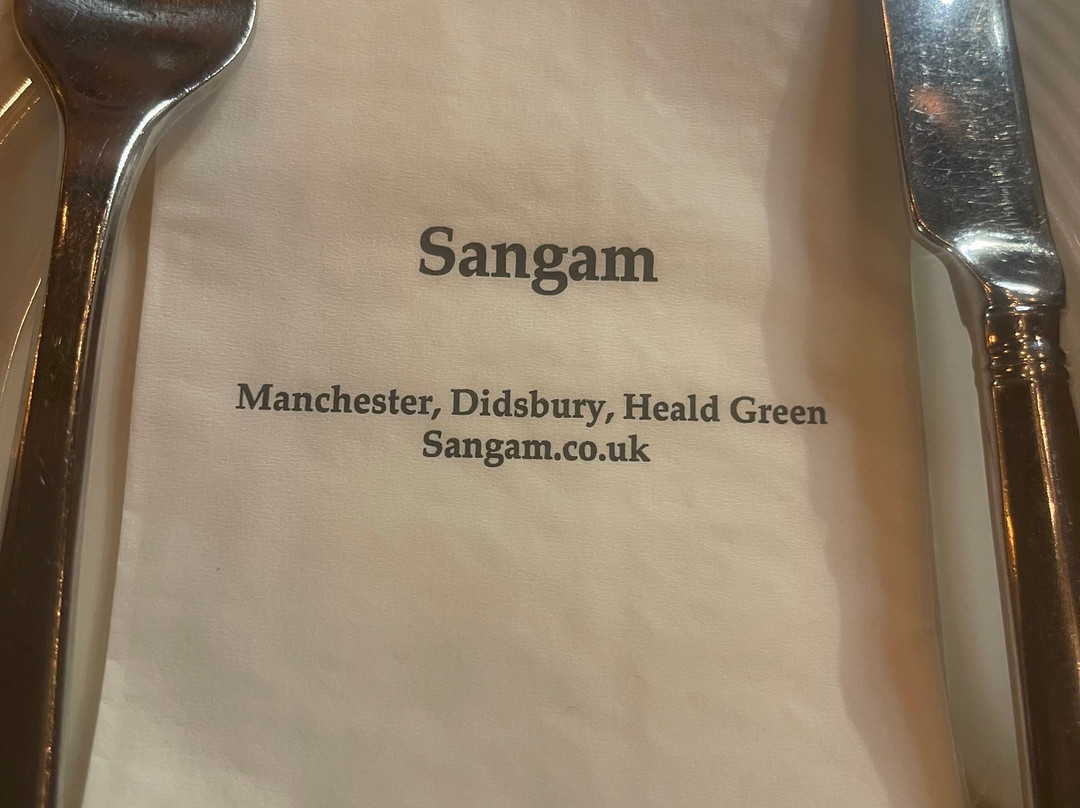 Sangam
Manchester, Didsbury, Heald Green
Sangam.co.uk